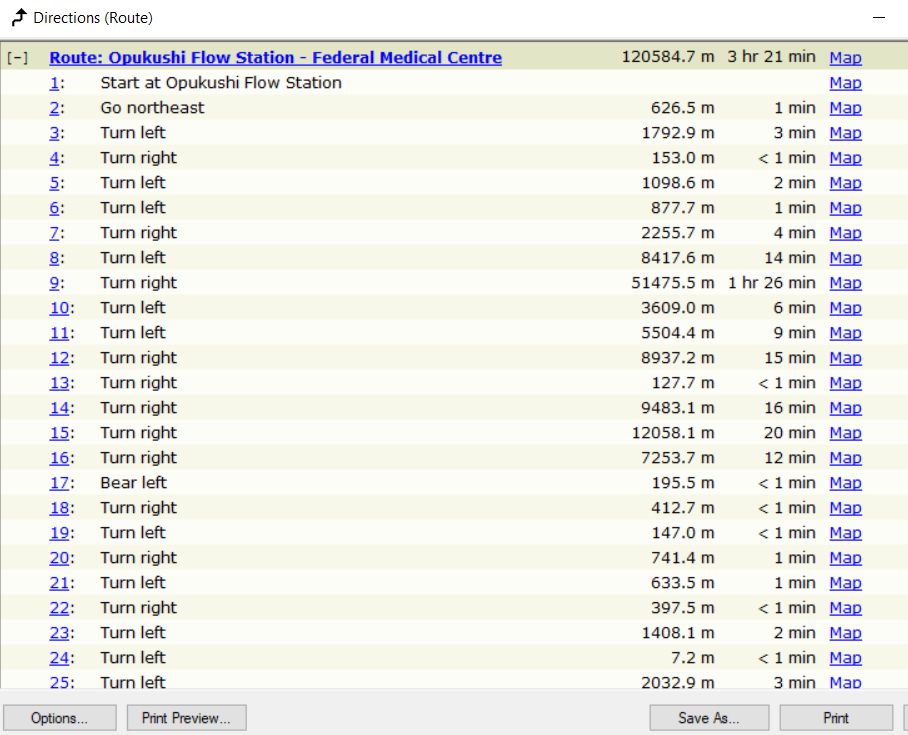 Directions (Route)
[-] Route: Opukushi Flow Station - Federal Medical Centre 120584.7 m 3 hr 21 min Map
1: Start at Opukushi Flow Station Map
2: Go northeast 626.5 m 1 min Map
3: Turn left 1792.9 m 3 min Map
4: Turn right 153.0 m < 1 min Map
5: Turn left 1098.6 m 2 min Map
6: Turn left 877.7 m 1 min Map
7: Turn right 2255.7 m 4 min Map
8: Turn left 8417.6 m 14 min Map
9: Turn right 51475.5 m 1 hr 26 min Map
10: Turn left 3609.0 m 6 min Map
11: Turn left 5504.4 m 9 min Map
12: Turn right 8937.2 m 15 min Map
13: Turn right 127.7 m < 1 min Map
14: Turn right 9483.1 m 16 min Map
15: Turn right 12058.1 m 20 min Map
16: Turn right 7253.7 m 12 min Map
17: Bear left 195.5 m < 1 min Map
18: Turn right 412.7 m < 1 min Map
19: Turn left 147.0 m < 1 min Map
20: Turn right 741.4 m 1 min Map
21: Turn left 633.5 m 1 min Map
22: Turn right 397.5 m < 1 min Map
23: Turn left 1408.1 m 2 min Map
24: Turn left 7.2 m < 1 min Map
25: Turn left 2032.9 m 3 min Map
Options... Print Preview... Save As... Print